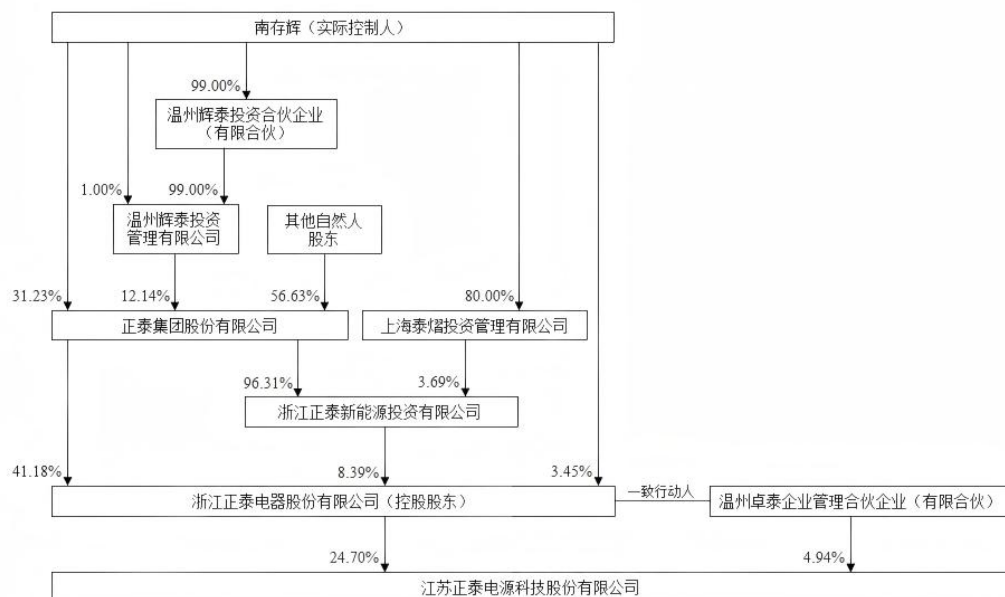 南存辉（实际控制人）
99.00%
温州辉泰投资合伙企业
（有限合伙）
1.00%
99.00%
温州辉泰投资
管理有限公司
其他自然人
股东
31.23%
12.14%
56.63%
80.00%
正泰集团股份有限公司
上海泰熠投资管理有限公司
96.31%
3.69%
浙江正泰新能源投资有限公司
41.18%
8.39%
3.45%
浙江正泰电器股份有限公司（控股股东）
一致行动人
温州卓泰企业管理合伙企业（有限合伙）
24.70%
4.94%
江苏正泰电源科技股份有限公司